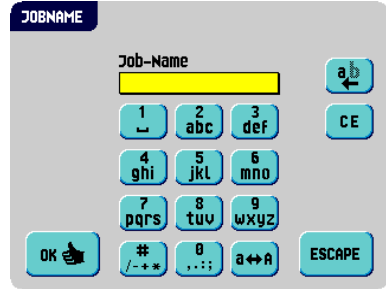 JOBNAME
Job-Name
ab
1
2
abc
3
def
CE
4
ghi
5
jkl
6
mno
7
pqrs
8
tuv
9
wxyz
OK
#
/-+*
0
,.:;
a↔A
ESCAPE